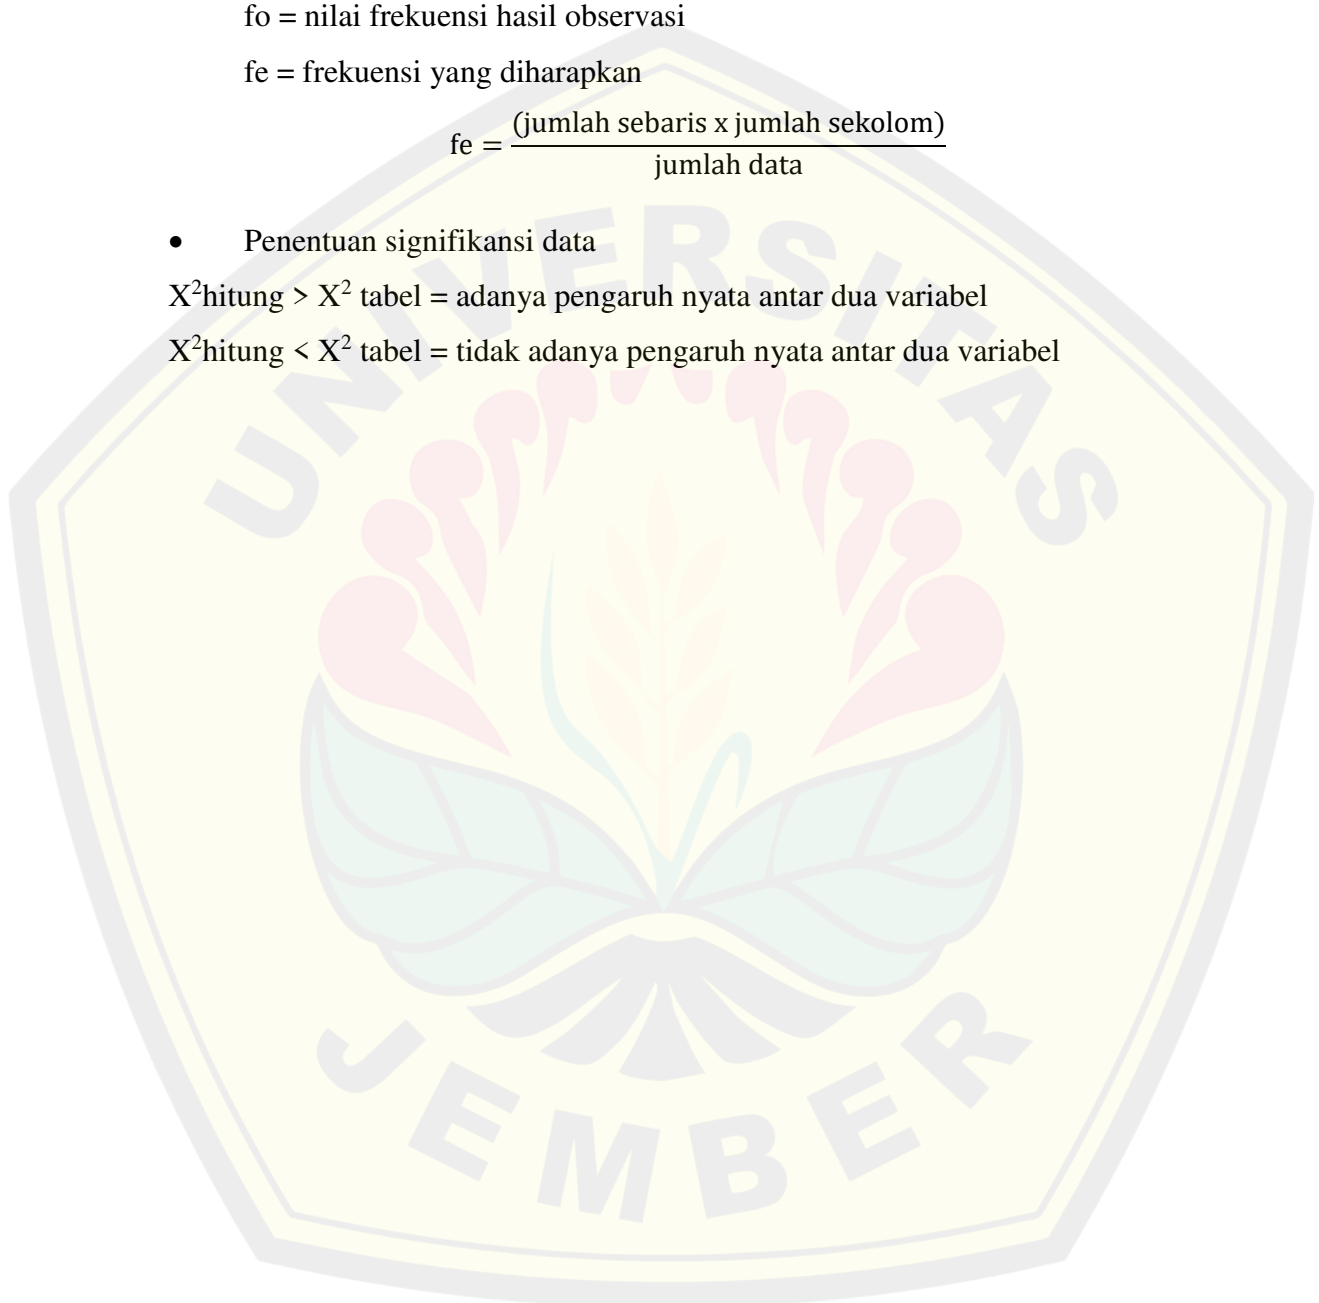 fo = nilai frekuensi hasil observasi
fe = frekuensi yang diharapkan
fe = (jumlah sebaris x jumlah sekolom) / jumlah data
• Penentuan signifikansi data
X²hitung > X² tabel = adanya pengaruh nyata antar dua variabel
X²hitung < X² tabel = tidak adanya pengaruh nyata antar dua variabel
UNIVERSITAS
JEMBER